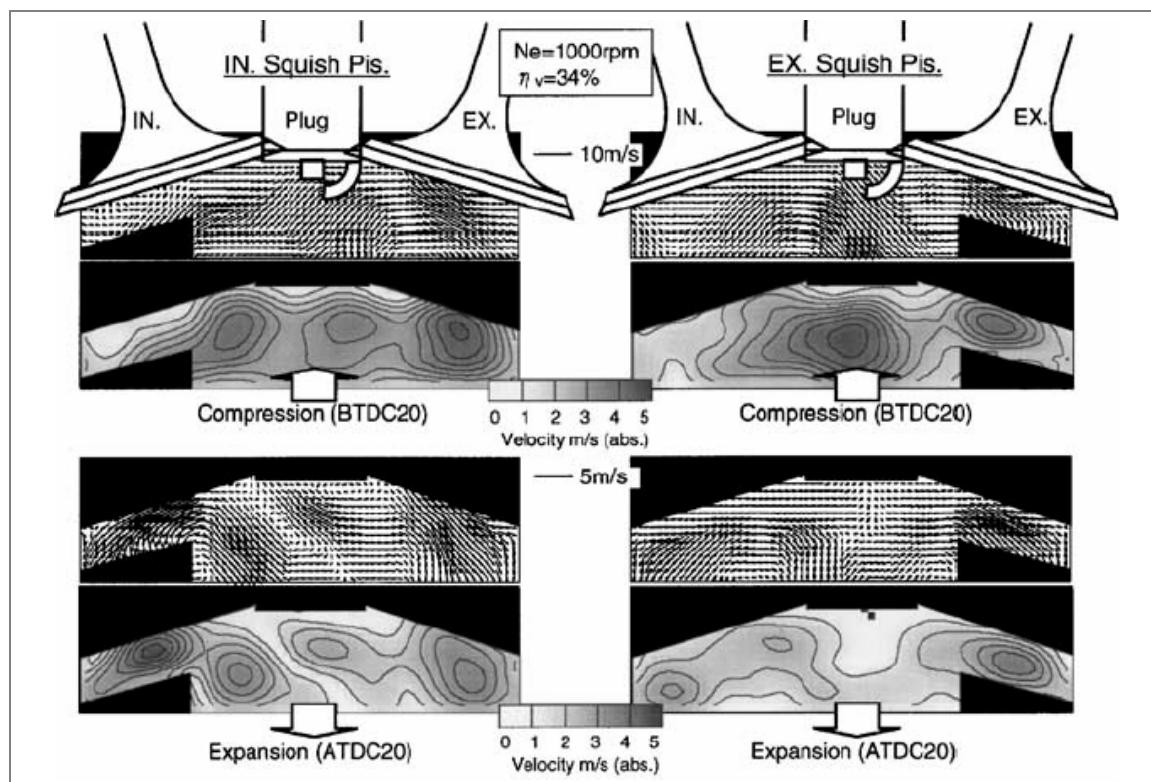 IN. Squish Pis.
Ne=1000rpm
ηv=34%
EX. Squish Pis.
IN.
Plug
EX.
IN.
Plug
EX.
10m/s
Compression (BTDC20)
0 1 2 3 4 5
Velocity m/s (abs.)
Compression (BTDC20)
5m/s
Expansion (ATDC20)
0 1 2 3 4 5
Velocity m/s (abs.)
Expansion (ATDC20)